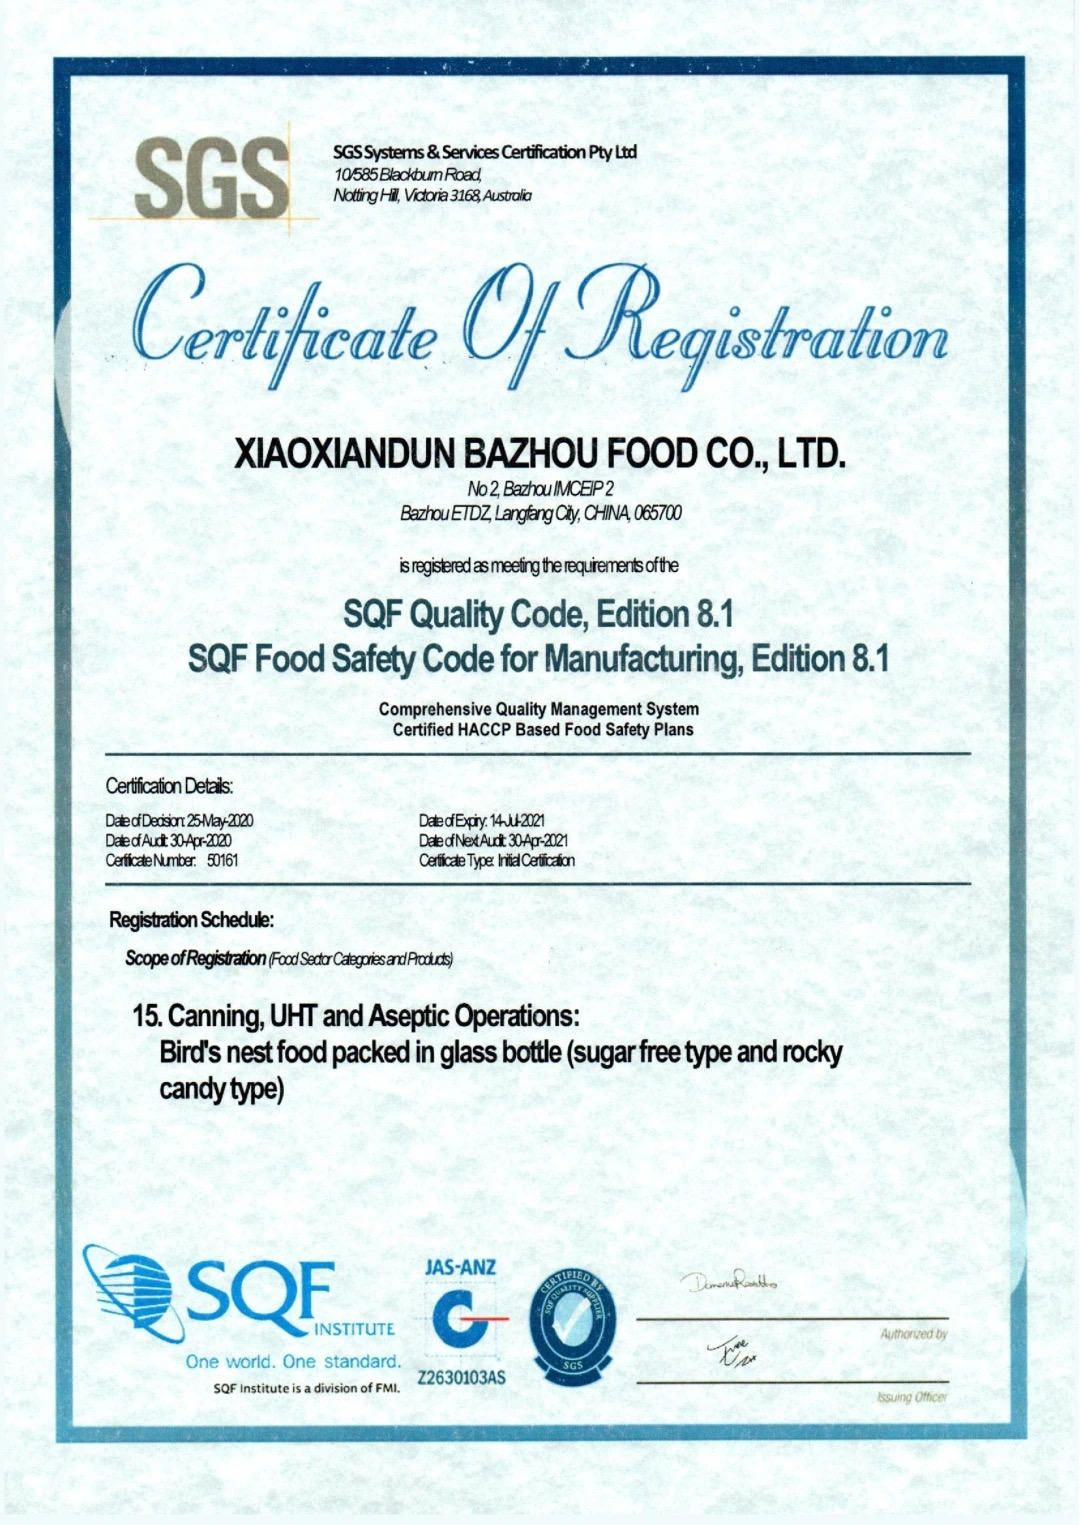 SGS
SGS Systems & Services Certification Pty Ltd
10/585 Blackburn Road,
Notting Hill, Victoria 3168, Australia
Certificate Of Registration
XIAOXIANDUN BAZHOU FOOD CO., LTD.
No 2, Bazhou IMCEIP 2
Bazhou ETDZ, Langfang City, CHINA, 065700
is registered as meeting the requirements of the
SQF Quality Code, Edition 8.1
SQF Food Safety Code for Manufacturing, Edition 8.1
Comprehensive Quality Management System
Certified HACCP Based Food Safety Plans
Certification Details:
Date of Decision: 25-May-2020
Date of Expiry: 14-Jul-2021
Date of Audit: 30-Apr-2020
Date of Next Audit: 30-Apr-2021
Certificate Number: 50161
Certificate Type: Initial Certification
Registration Schedule:
Scope of Registration (Food Sector Categories and Products)
15. Canning, UHT and Aseptic Operations:
Bird's nest food packed in glass bottle (sugar free type and rocky
candy type)
SQF
INSTITUTE
One world. One standard.
SQF Institute is a division of FMI.
JAS-ANZ
Z2630103AS
CERTIFIED BY
SQF QUALITY SUPPLIER
SGS
Authorized by
Issuing Officer